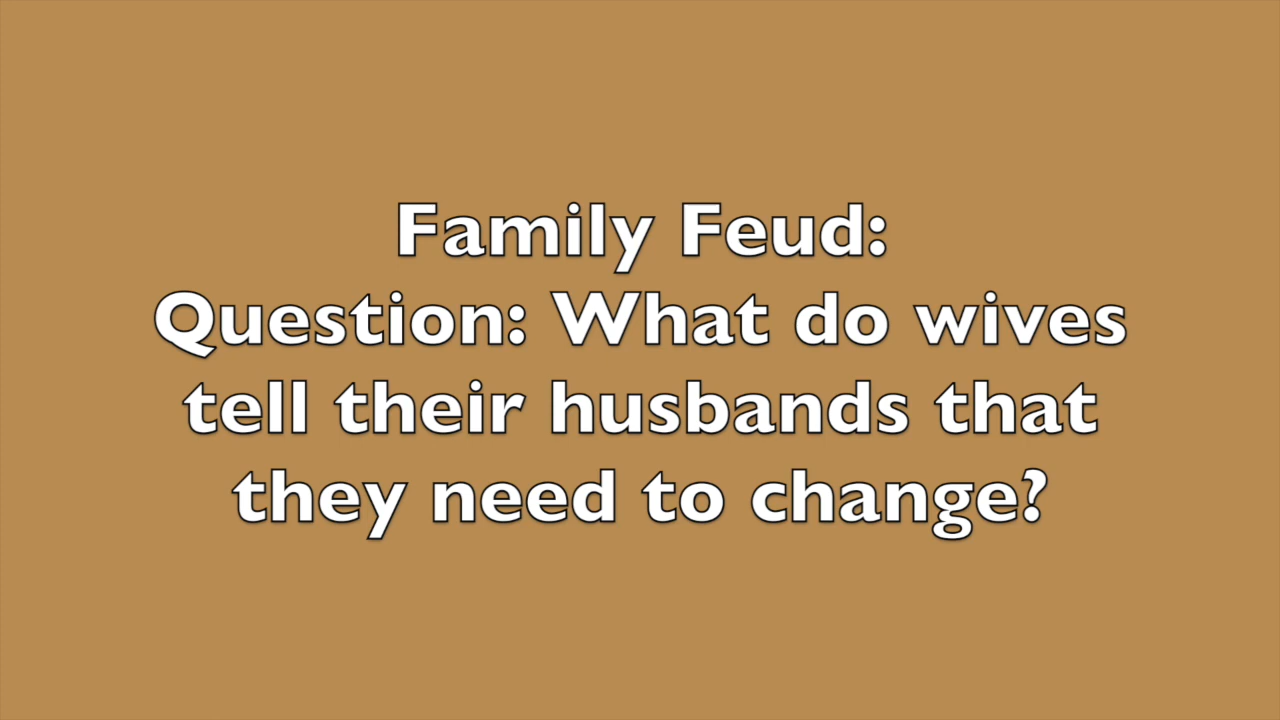 Family Feud:
Question: What do wives
tell their husbands that
they need to change?